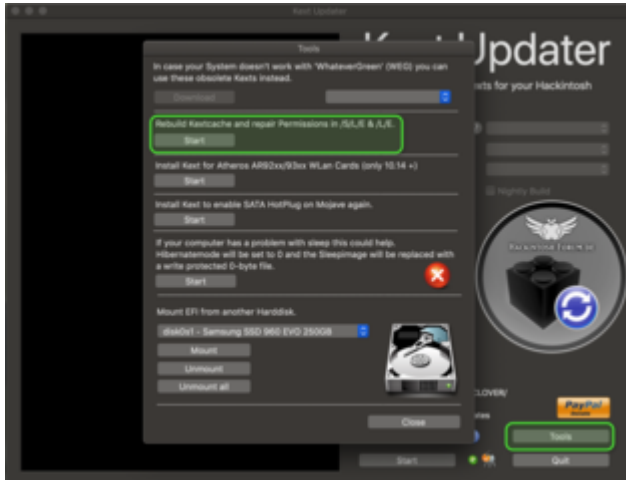 Kext Updater
Tools
Updater
In case your System doesn't work with 'WhateverGreen' (WEG) you can
use these obsolete Kexts instead.
exts for your Hackintosh
Download
Rebuild Kextcache and repair Permissions in /S/L/E & /L/E.
Start
Install Kext for Atheros AR92xx/93xx WLan Cards (only 10.14 +)
Start
Nightly Build
Install Kext to enable SATA HotPlug on Mojave again.
Start
If your computer has a problem with sleep this could help.
Hibernatemode will be set to 0 and the Sleepimage will be replaced with
a write protected 0-byte file.
Start
Hackintosh-Forum.de
Mount EFI from another Harddisk.
disk0s1 - Samsung SSD 960 EVO 250GB
Mount
Unmount
Unmount all
CLOVER/
PayPal
Close
Tools
Start
Quit